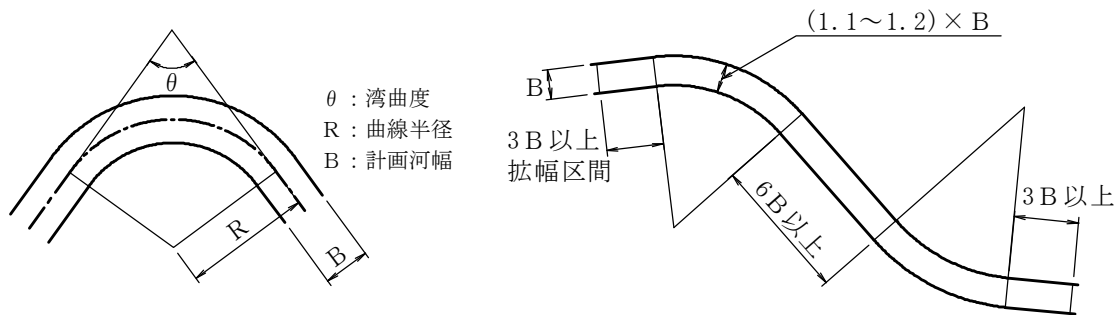 θ
θ：湾曲度
R：曲線半径
B：計画河幅
R
B
(1.1～1.2)×B
B
3B以上
拡幅区間
6B以上
3B以上